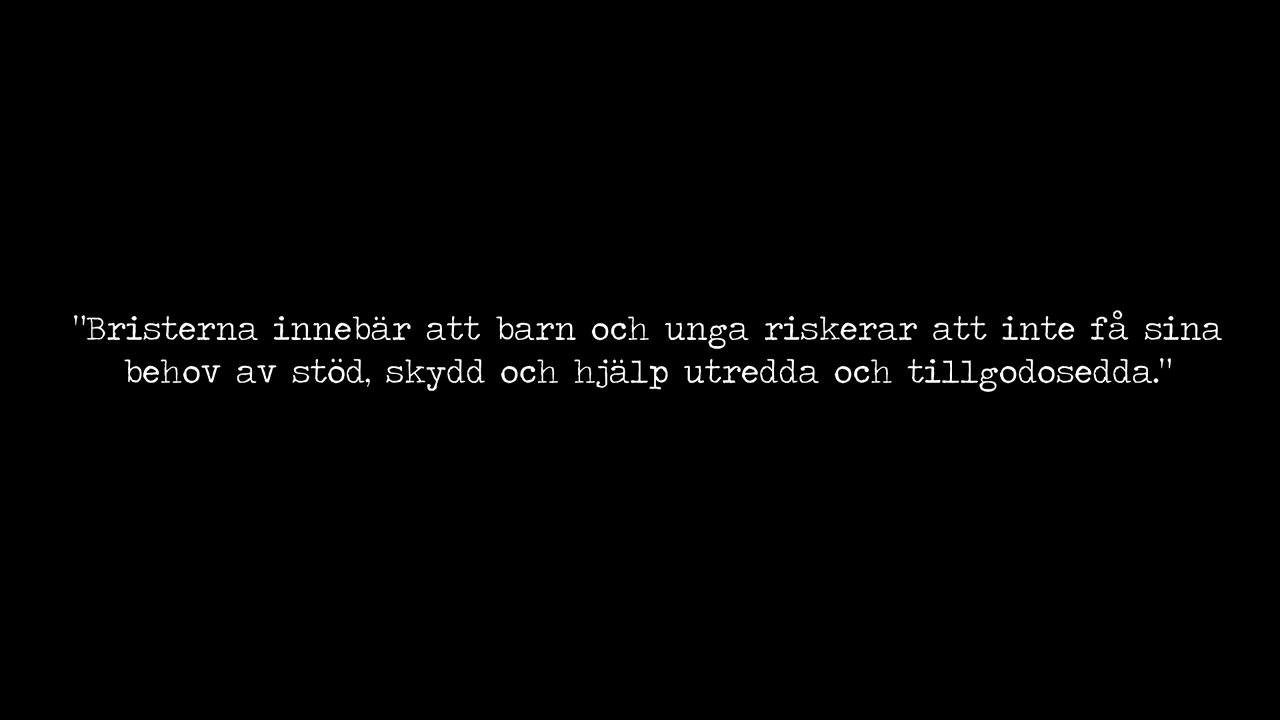 "Bristerna innebär att barn och unga riskerar att inte få sina
behov av stöd, skydd och hjälp utredda och tillgodosedda."